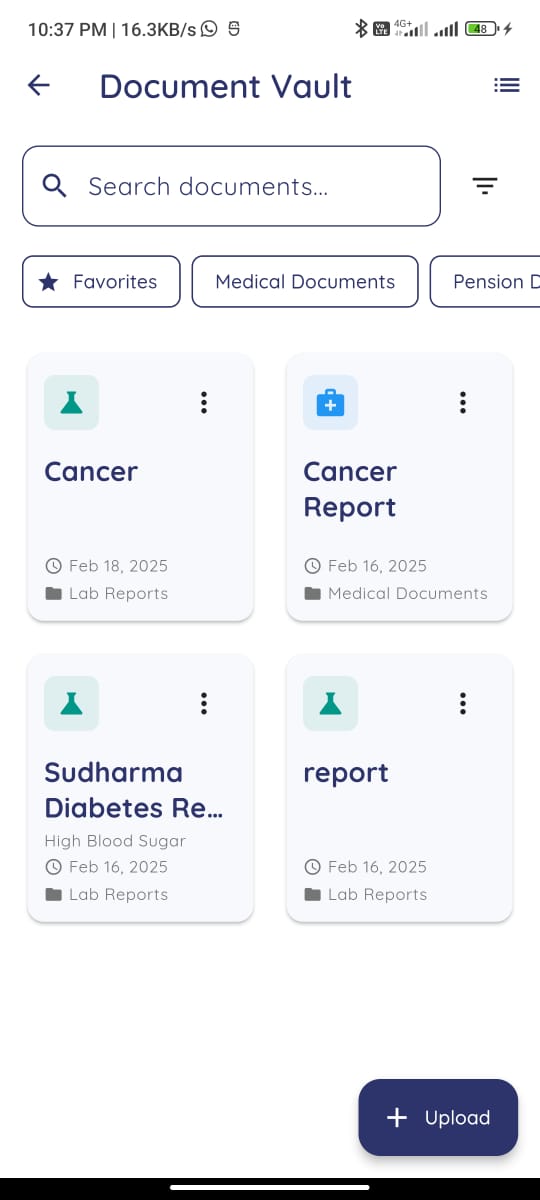 10:37 PM | 16.3KB/s
Vo LTE 4G+ 48
Document Vault
Search documents...
Favorites Medical Documents Pension D
Cancer
Feb 18, 2025
Lab Reports
Cancer
Report
Feb 16, 2025
Medical Documents
Sudharma
Diabetes Re...
High Blood Sugar
Feb 16, 2025
Lab Reports
report
Feb 16, 2025
Lab Reports
+ Upload